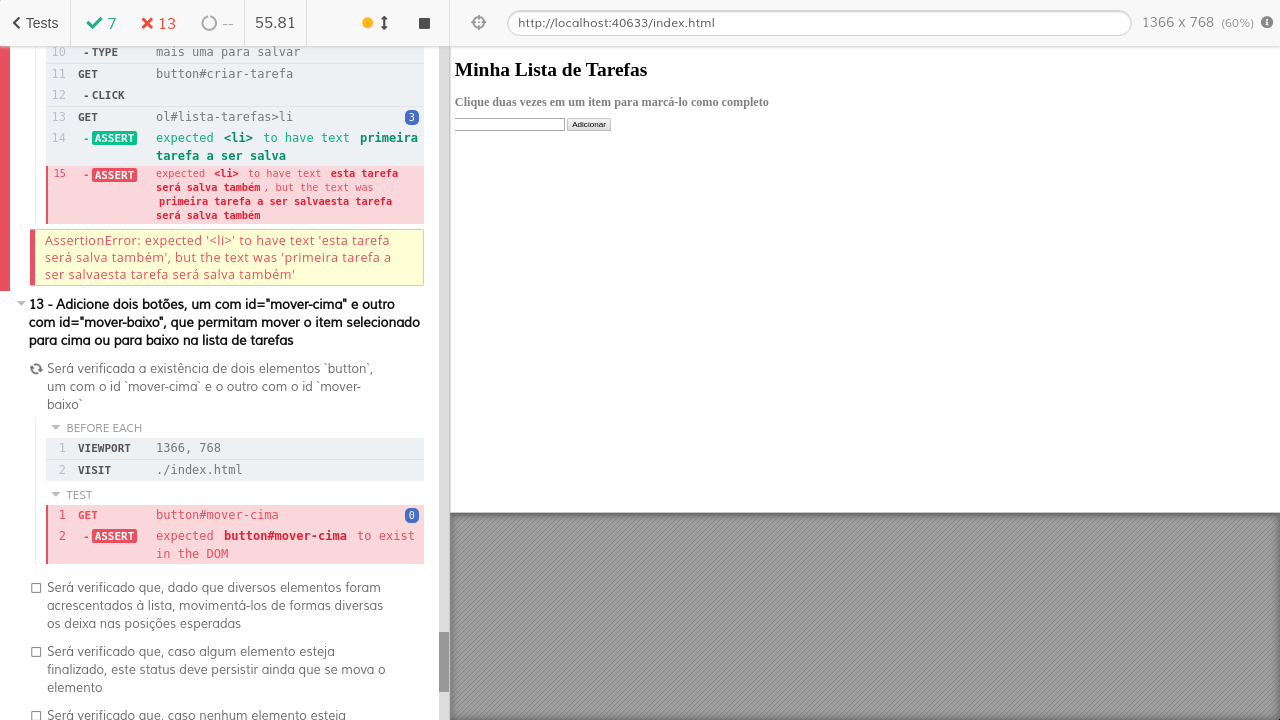 Tests 7 13 -- 55.81 http://localhost:40633/index.html 1366 x 768 (60%)
10 - TYPE mais uma para salvar
11 GET button#criar-tarefa
12 - CLICK
13 GET ol#lista-tarefas>li 3
14 - ASSERT expected <li> to have text primeira
tarefa a ser salva
15 - ASSERT expected <li> to have text esta tarefa
será salva também , but the text was
primeira tarefa a ser salvaesta tarefa
será salva também
AssertionError: expected '<li>' to have text 'esta tarefa
será salva também', but the text was 'primeira tarefa a
ser salvaesta tarefa será salva também'
13 - Adicione dois botões, um com id="mover-cima" e outro
com id="mover-baixo", que permitam mover o item selecionado
para cima ou para baixo na lista de tarefas
Será verificada a existência de dois elementos `button`,
um com o id `mover-cima` e o outro com o id `mover-
baixo`
BEFORE EACH
1 VIEWPORT 1366, 768
2 VISIT ./index.html
TEST
1 GET button#mover-cima 0
2 - ASSERT expected button#mover-cima to exist
in the DOM
Será verificado que, dado que diversos elementos foram
acrescentados à lista, movimentá-los de formas diversas
os deixa nas posições esperadas
Será verificado que, caso algum elemento esteja
finalizado, este status deve persistir ainda que se mova o
elemento
Será verificado que, caso nenhum elemento esteja
Minha Lista de Tarefas
Clique duas vezes em um item para marcá-lo como completo
Adicionar